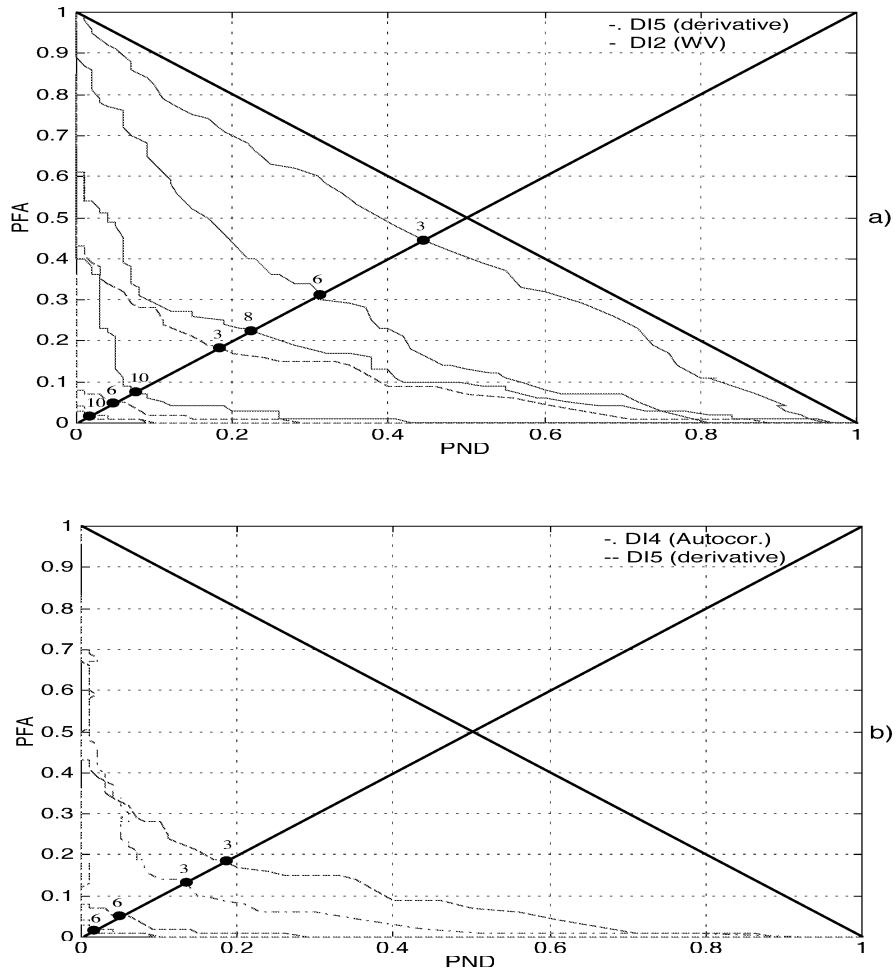 1
-. DI5 (derivative)
- DI2 (WV)
0.9
0.8
0.7
0.6
PFA
0.5
a)
3
0.4
6
0.3
3 8
0.2
0.1
10 6 10
0
0 0.2 0.4 0.6 0.8 1
PND
1
-. DI4 (Autocor.)
-- DI5 (derivative)
0.9
0.8
0.7
0.6
PFA
0.5
b)
0.4
0.3
3 3
0.2
0.1
6 6
0
0 0.2 0.4 0.6 0.8 1
PND